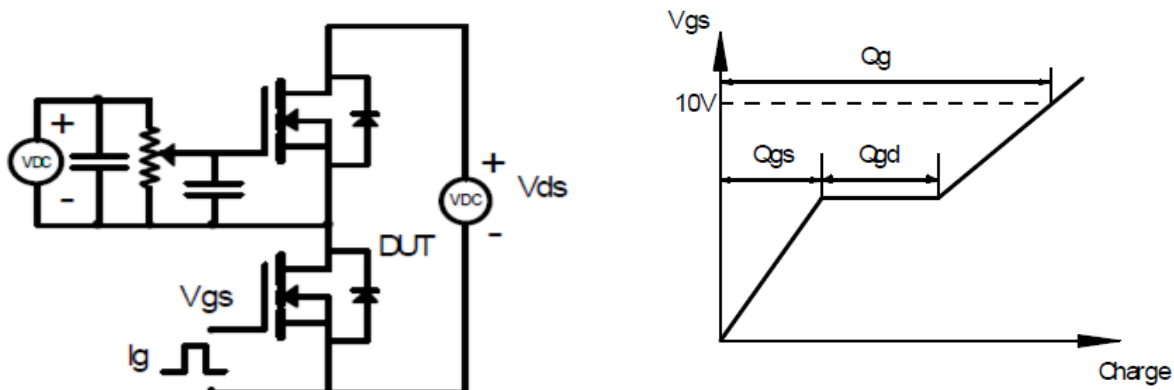 +
VDC
-
+
VDC
-
Vds
DUT
Vgs
Ig
Vgs
Qg
10V
Qgs
Qgd
Charge